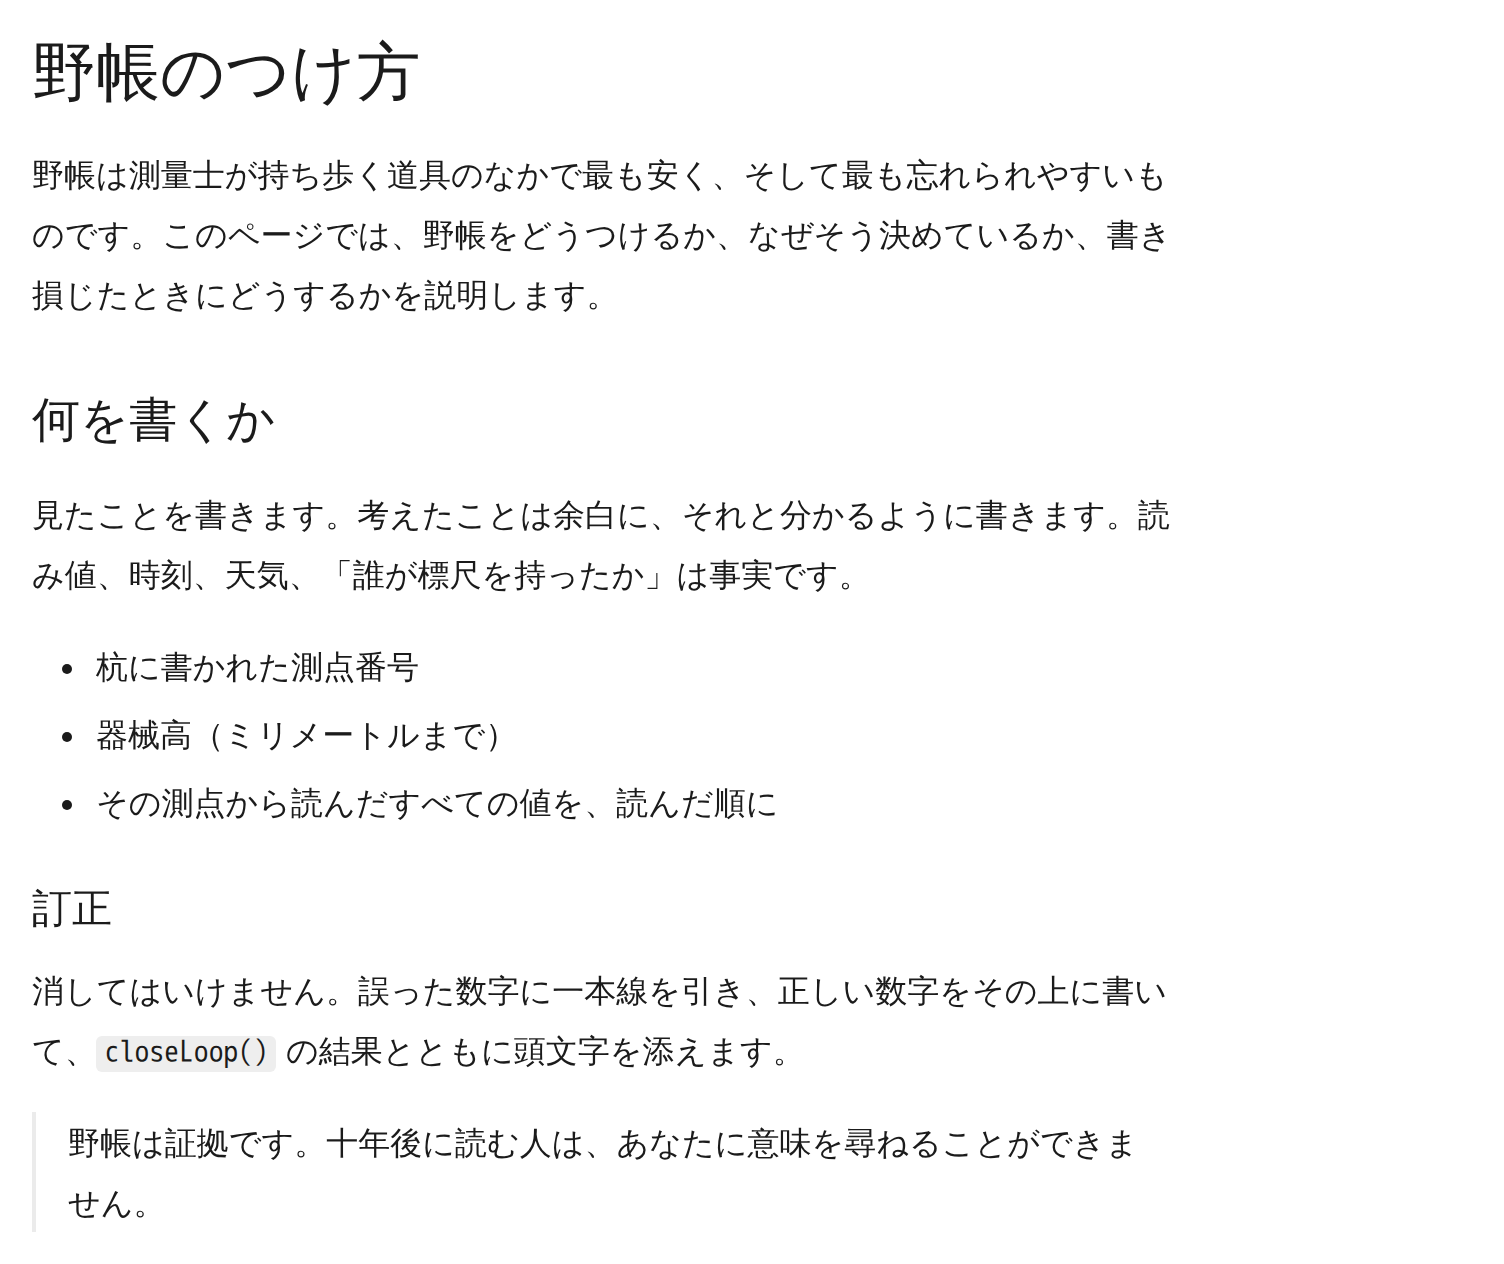 野帳のつけ方
野帳は測量士が持ち歩く道具のなかで最も安く、そして最も忘れられやすいも
のです。このページでは、野帳をどうつけるか、なぜそう決めているか、書き
損じたときにどうするかを説明します。
何を書くか
見たことを書きます。考えたことは余白に、それと分かるように書きます。読
み値、時刻、天気、「誰が標尺を持ったか」は事実です。
• 杭に書かれた測点番号
• 器械高（ミリメートルまで）
• その測点から読んだすべての値を、読んだ順に
訂正
消してはいけません。誤った数字に一本線を引き、正しい数字をその上に書い
て、closeLoop() の結果とともに頭文字を添えます。
野帳は証拠です。十年後に読む人は、あなたに意味を尋ねることができま
せん。